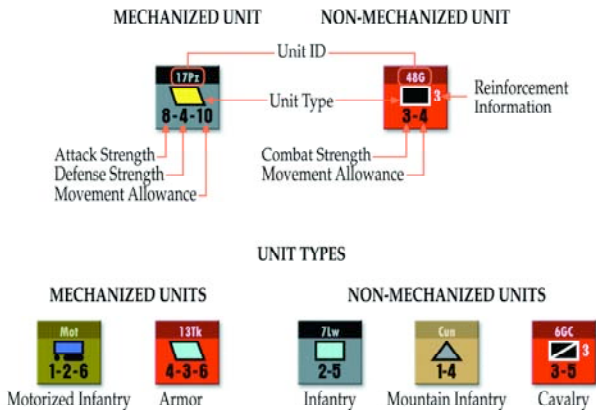 MECHANIZED UNIT NON-MECHANIZED UNIT
Unit ID
17Pz 48G
Unit Type
3
Reinforcement
Information
8-4-10 3-4
Attack Strength Combat Strength
Defense Strength Movement Allowance
Movement Allowance
UNIT TYPES
MECHANIZED UNITS NON-MECHANIZED UNITS
Mot 13Tk 7Lw Cun 6GC
3
1-2-6 4-3-6 2-5 1-4 3-5
Motorized Infantry Armor Infantry Mountain Infantry Cavalry